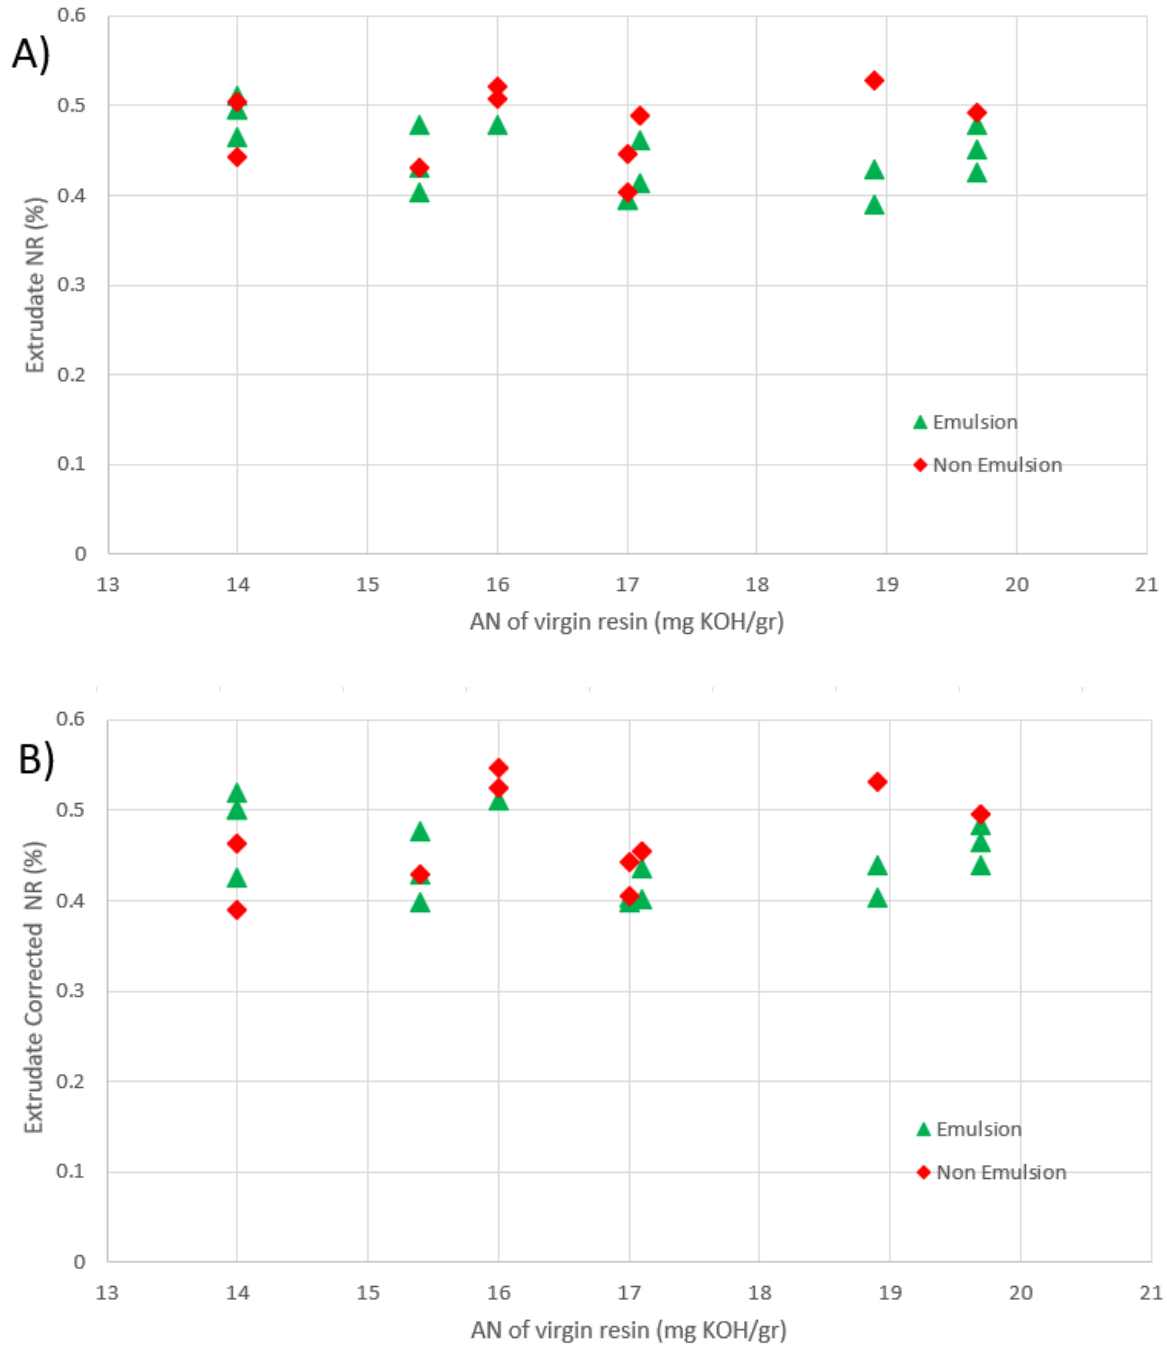 A)
0.6
0.5
0.4
0.3
0.2
0.1
0
Extrudate NR (%)
Emulsion
Non Emulsion
13 14 15 16 17 18 19 20 21
AN of virgin resin (mg KOH/gr)
B)
0.6
0.5
0.4
0.3
0.2
0.1
0
Extrudate Corrected NR (%)
Emulsion
Non Emulsion
13 14 15 16 17 18 19 20 21
AN of virgin resin (mg KOH/gr)